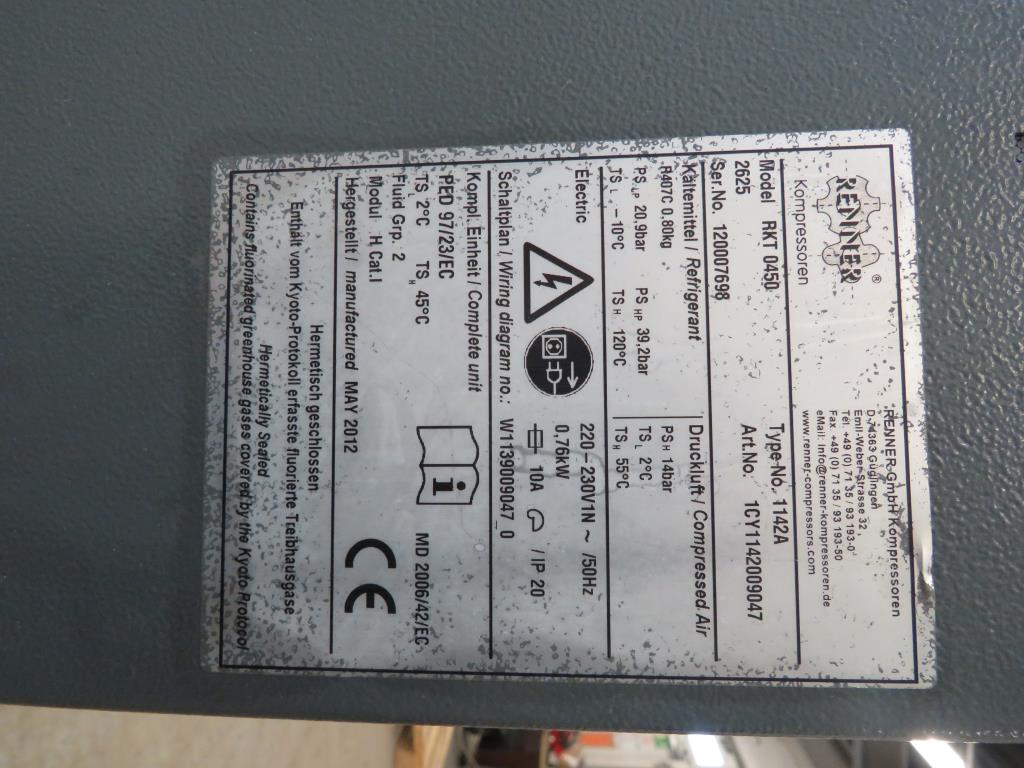 RENNER ®
Kompressoren
RENNER GmbH Kompressoren
Emil-Weber-Strasse 32,
D-74363 Güglingen
Tel. +49 (0) 71 35 / 93 193-0
Fax. +49 (0) 71 35 / 93 193-50
eMail: info@renner-kompressoren.de
www.renner-compressors.com
Model RKT 0450
2625
Type-No. 1142A
Ser.No. 120007698
Art.No. 1CY1142009047
Kältemittel / Refrigerant
R407C 0.80kg
PS LP 20.9bar PS HP 39.2bar
TS L -10°C TS H 120°C
Druckluft / Compressed Air
PS H 14bar
TS L 2°C
TS H 55°C
Electric
220-230V1N ~ /50Hz
0,76kW
10A / IP 20
Schaltplan / Wiring diagram no.: W1139009047_0
Kompl. Einheit / Complete unit
PED 97/23/EC
TS 2°C TS H 45°C
Fluid Grp. 2
Modul H Cat.I
i
MD 2006/42/EC
CE
Hergestellt / manufactured MAY 2012
Hermetisch geschlossen
Enthält vom Kyoto-Protokoll erfasste fluorierte Treibhausgase
Hermetically Sealed
Contains fluorinated greenhouse gases covered by the Kyoto Protocol